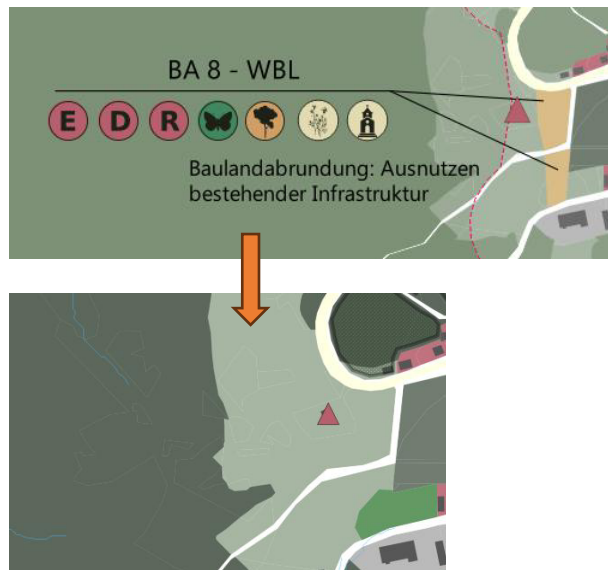 BA 8 - WBL
E D R
Baulandabrundung: Ausnutzen
bestehender Infrastruktur